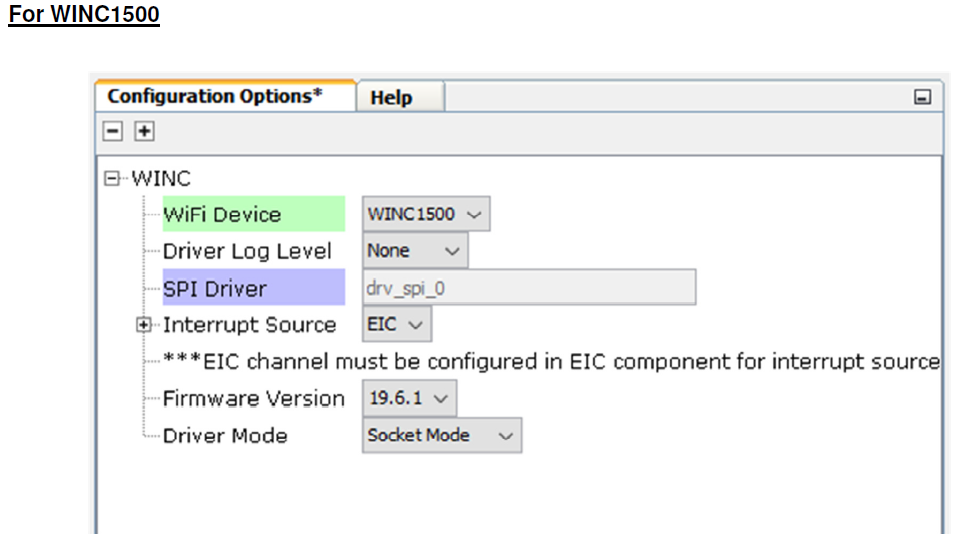 For WINC1500
Configuration Options*
Help
WINC
WiFi Device WINC1500
Driver Log Level None
SPI Driver drv_spi_0
Interrupt Source EIC
***EIC channel must be configured in EIC component for interrupt source
Firmware Version 19.6.1
Driver Mode Socket Mode